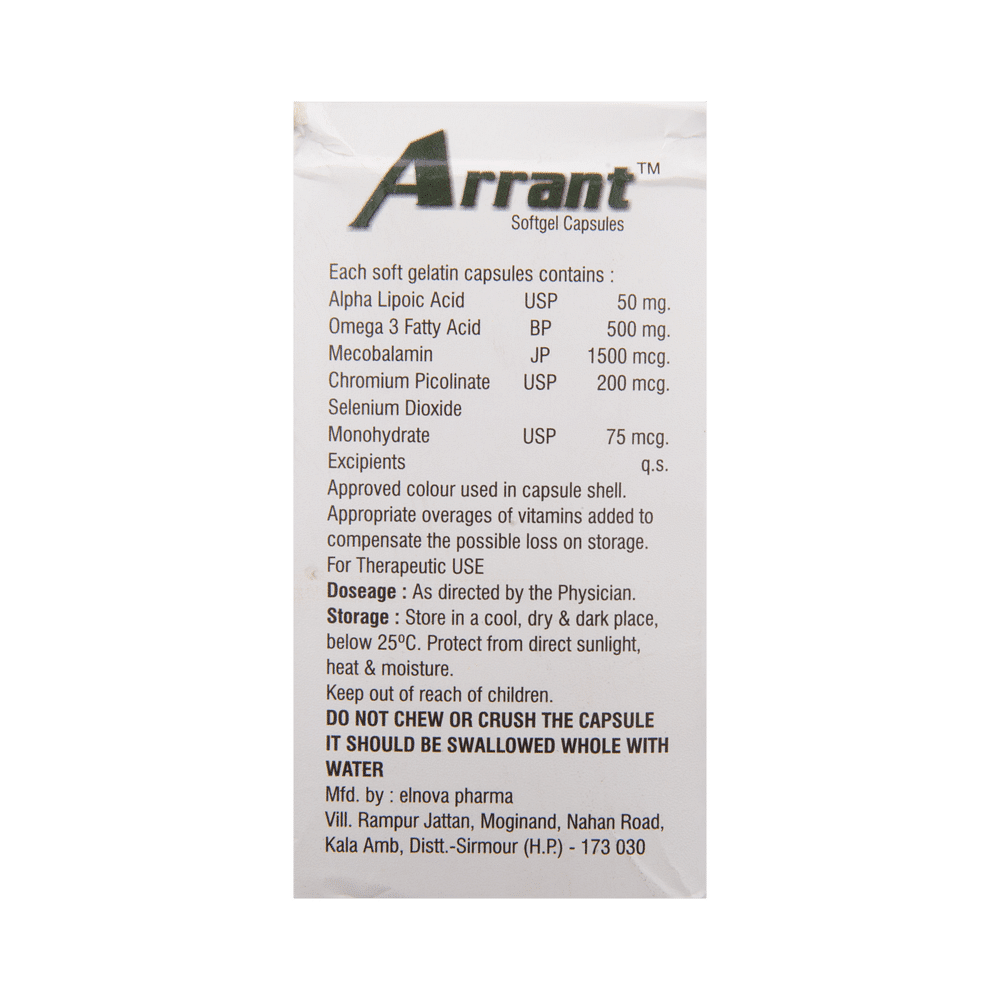 Arrant™
Softgel Capsules
Each soft gelatin capsules contains :
Alpha Lipoic Acid USP 50 mg.
Omega 3 Fatty Acid BP 500 mg.
Mecobalamin JP 1500 mcg.
Chromium Picolinate USP 200 mcg.
Selenium Dioxide
Monohydrate USP 75 mcg.
Excipients q.s.
Approved colour used in capsule shell.
Appropriate overages of vitamins added to
compensate the possible loss on storage.
For Therapeutic USE
Doseage : As directed by the Physician.
Storage : Store in a cool, dry & dark place,
below 25ºC. Protect from direct sunlight,
heat & moisture.
Keep out of reach of children.
DO NOT CHEW OR CRUSH THE CAPSULE
IT SHOULD BE SWALLOWED WHOLE WITH
WATER
Mfd. by : elnova pharma
Vill. Rampur Jattan, Moginand, Nahan Road,
Kala Amb, Distt.-Sirmour (H.P.) - 173 030